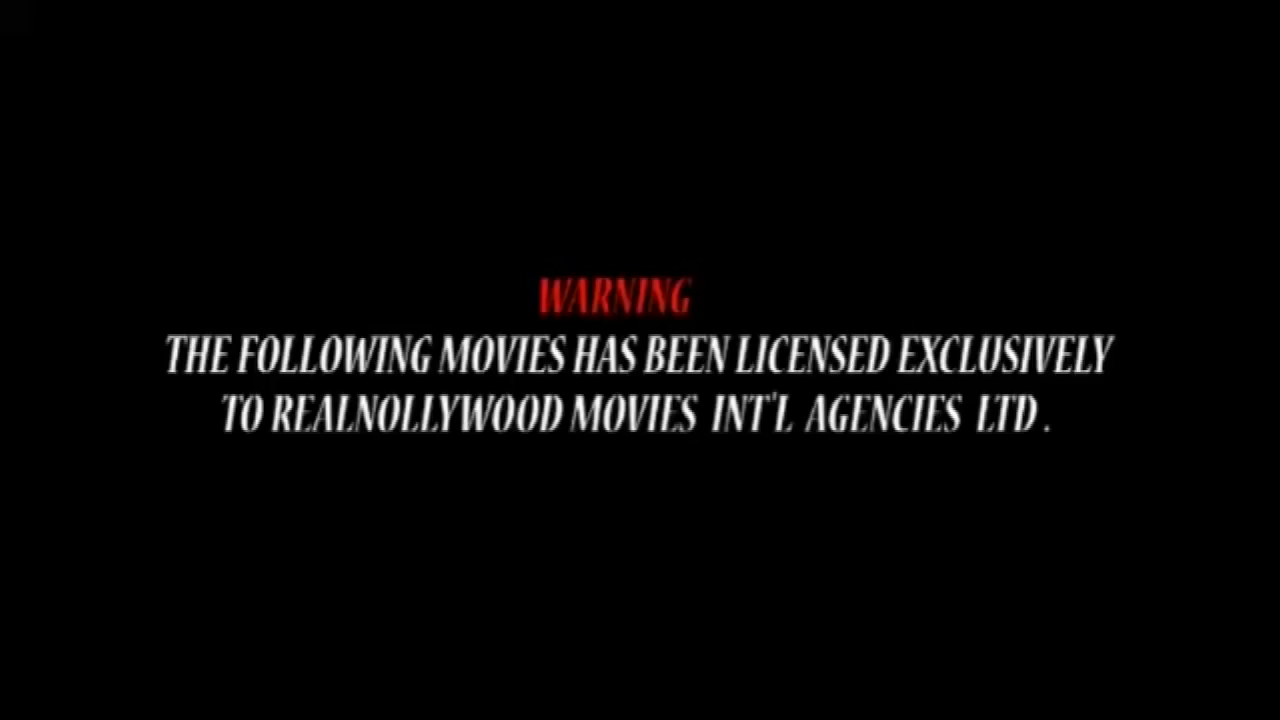 WARNING
THE FOLLOWING MOVIES HAS BEEN LICENSED EXCLUSIVELY
TO REALNOLLYWOOD MOVIES INT'L AGENCIES LTD .